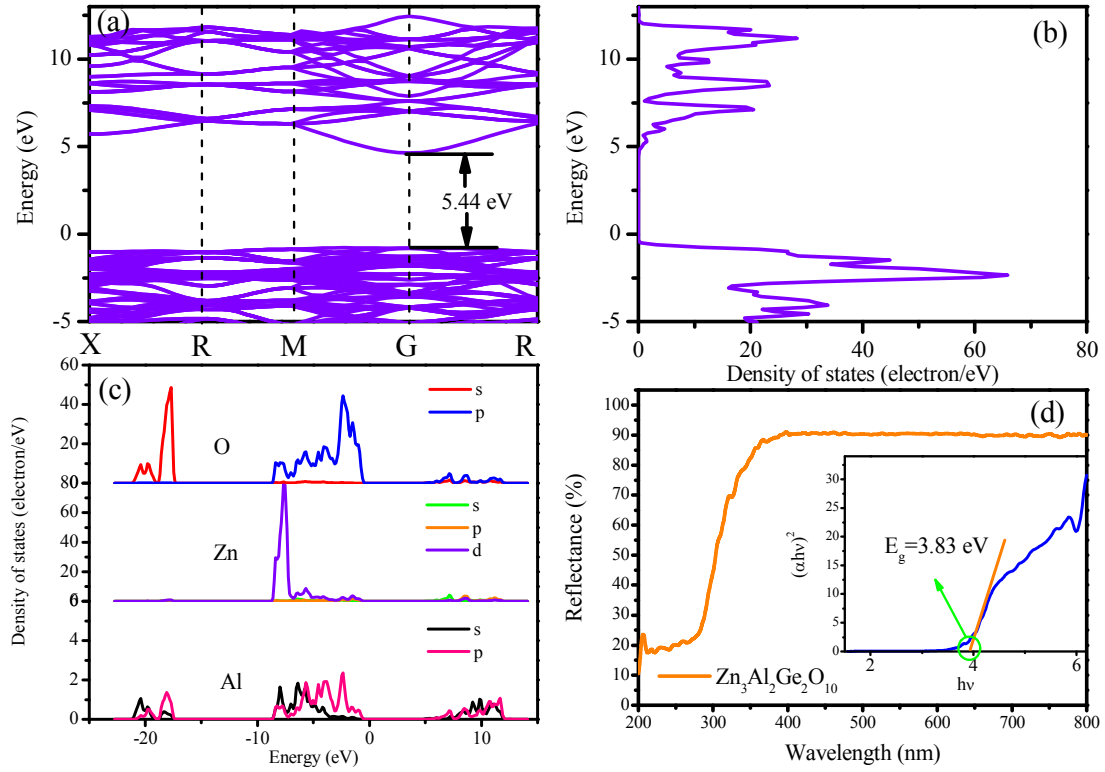 (a)
10
5
0
-5
Energy (eV)
5.44 eV
X R M G R
(b)
10
5
0
-5
Energy (eV)
0 20 40 60 80
Density of states (electron/eV)
(c)
60
40
20
80
60
40
20
0
6
4
2
0
Density of states (electron/eV)
s
p
O
s
p
d
Zn
s
p
Al
-20 -10 0 10
Energy (eV)
(d)
100
90
80
70
60
50
40
30
20
10
0
Reflectance (%)
30
25
20
15
10
5
0
(αhν)²
E_g=3.83 eV
2 4 6
hν
Zn₃Al₂Ge₂O₁₀
200 300 400 500 600 700 800
Wavelength (nm)